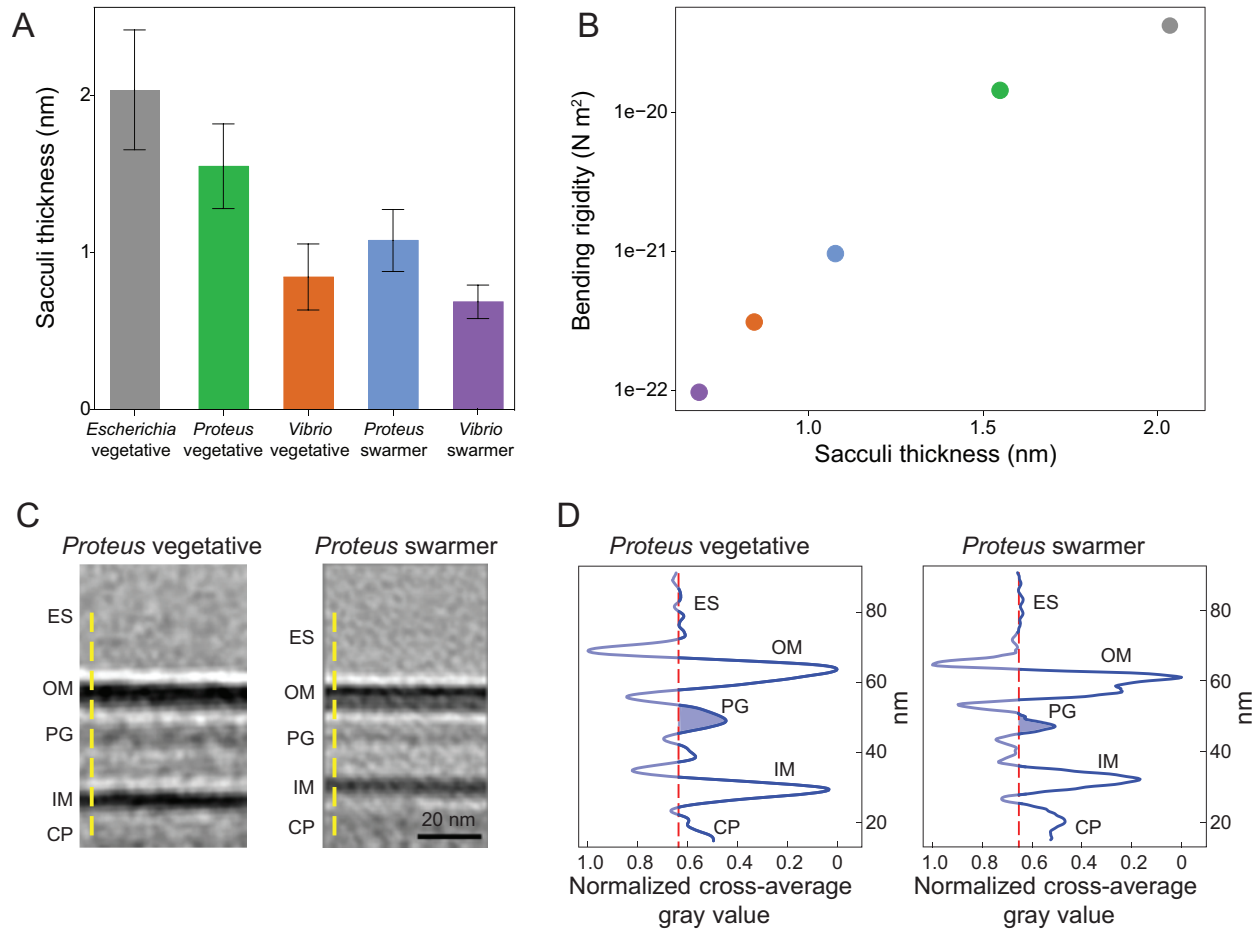 A
Sacculi thickness (nm)
2
1
0
Escherichia vegetative
Proteus vegetative
Vibrio vegetative
Proteus swarmer
Vibrio swarmer
B
Bending rigidity (N m²)
1e−20
1e−21
1e−22
1.0 1.5 2.0
Sacculi thickness (nm)
C
Proteus vegetative
ES
OM
PG
IM
CP
Proteus swarmer
ES
OM
PG
IM
CP
20 nm
D
Proteus vegetative
ES
OM
PG
IM
CP
80
60
40
20
nm
1.0 0.8 0.6 0.4 0.2 0
Normalized cross-average
gray value
Proteus swarmer
ES
OM
PG
IM
CP
80
60
40
20
nm
1.0 0.8 0.6 0.4 0.2 0
Normalized cross-average
gray value